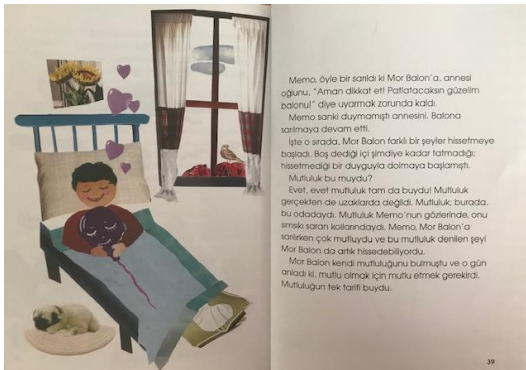 Memo, öyle bir sarıldı ki Mor Balon'a, annesi
oğlunu, "Aman dikkat et! Patlatacaksın güzelim
balonu!" diye uyarmak zorunda kaldı.
Memo sanki duymamıştı annesini. Balona
sarılmaya devam etti.
İşte o sırada, Mor Balon farklı bir şeyler hissetmeye
başladı. Boş dediği içi şimdiye kadar tatmadığı;
hissetmediği bir duyguyla dolmaya başlamıştı.
Mutluluk bu muydu?
Evet, evet mutluluk tam da buydu! Mutluluk
gerçekten de uzaklarda değildi. Mutluluk; burada,
bu odadaydı. Mutluluk Memo'nun gözlerinde, onu
sımsıkı saran kollarındaydı. Memo, Mor Balon'a
sarılırken çok mutluydu ve bu mutluluk denilen şeyi
Mor Balon da artık hissedebiliyordu.
Mor Balon kendi mutluluğunu bulmuştu ve o gün
anladı ki, mutlu olmak için mutlu etmek gerekirdi.
Mutluluğun tek tarifi buydu.
39